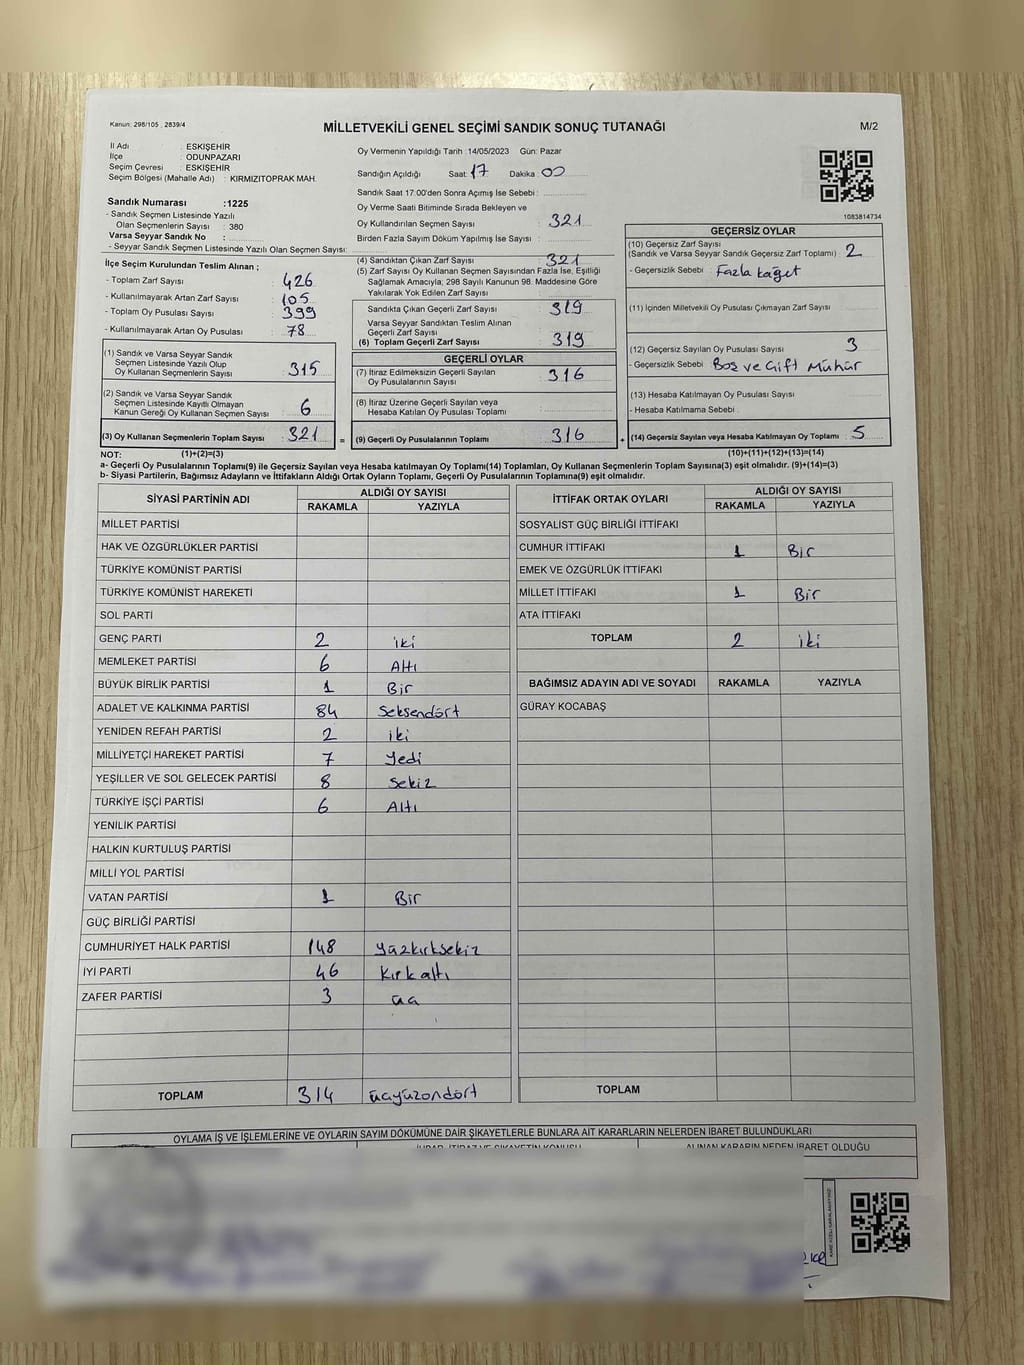 Kanun: 298/105 , 2839/4
MİLLETVEKİLİ GENEL SEÇİMİ SANDIK SONUÇ TUTANAĞI
M/2
İl Adı : ESKİŞEHİR
İlçe : ODUNPAZARI
Seçim Çevresi : ESKİŞEHİR
Seçim Bölgesi (Mahalle Adı) : KIRMIZITOPRAK MAH.
Oy Vermenin Yapıldığı Tarih :14/05/2023 Gün: Pazar
Sandığın Açıldığı Saat 17 Dakika 00
Sandık Saat 17:00'den Sonra Açımış İse Sebebi :
Oy Verme Saati Bitiminde Sırada Bekleyen ve
Oy Kullandırılan Seçmen Sayısı : 321
Birden Fazla Sayım Döküm Yapılmış İse Sayısı :
1083814734
Sandık Numarası :1225
- Sandık Seçmen Listesinde Yazılı
Olan Seçmenlerin Sayısı : 380
Varsa Seyyar Sandık No :
- Seyyar Sandık Seçmen Listesinde Yazılı Olan Seçmen Sayısı:
İlçe Seçim Kurulundan Teslim Alınan ;
- Toplam Zarf Sayısı : 426
- Kullanılmayarak Artan Zarf Sayısı : 105
- Toplam Oy Pusulası : 399
- Kullanılmayarak Artan Oy Pusulası : 78
(1) Sandık ve Varsa Seyyar Sandık
Seçmen Listesinde Yazılı Olup
Oy Kullanan Seçmenlerin Sayısı : 315
(2) Sandık ve Varsa Seyyar Sandık
Seçmen Listesinde Kayıtlı Olmayan
Kanun Gereği Oy Kullanan Seçmen Sayısı : 6
(3) Oy Kullanan Seçmenlerin Toplam Sayısı : 321 =
(4) Sandıktan Çıkan Zarf Sayısı : 321
(5) Zarf Sayısı Oy Kullanan Seçmen Sayısından Fazla İse, Eşitliği
Sağlamak Amacıyla; 298 Sayılı Kanunun 98. Maddesine Göre
Yakılarak Yok Edilen Zarf Sayısı :
Sandıkta Çıkan Geçerli Zarf Sayısı : 319
Varsa Seyyar Sandıktan Teslim Alınan
Geçerli Zarf Sayısı :
(6) Toplam Geçerli Zarf Sayısı : 319
GEÇERLİ OYLAR
(7) İtiraz Edilmeksizin Geçerli Sayılan
Oy Pusulalarının Sayısı : 316
(8) İtiraz Üzerine Geçerli Sayılan veya
Hesaba Katılan Oy Pusulası Toplamı :
(9) Geçerli Oy Pusulalarının Toplamı : 316 +
GEÇERSİZ OYLAR
(10) Geçersiz Zarf Sayısı
(Sandık ve Varsa Seyyar Sandık Geçersiz Zarf Toplamı) : 2
- Geçersizlik Sebebi : Fazla kağıt
(11) İçinden Milletvekili Oy Pusulası Çıkmayan Zarf Sayısı :
(12) Geçersiz Sayılan Oy Pusulası Sayısı : 3
- Geçersizlik Sebebi : Boş ve Çift Mühür
(13) Hesaba Katılmayan Oy Pusulası Sayısı :
- Hesaba Katılmama Sebebi :
(14) Geçersiz Sayılan veya Hesaba Katılmayan Oy Toplamı : 5
NOT: (1)+(2)=(3) (10)+(11)+(12)+(13)=(14)
a- Geçerli Oy Pusulalarının Toplamı(9) ile Geçersiz Sayılan veya Hesaba katılmayan Oy Toplamı(14) Toplamları, Oy Kullanan Seçmenlerin Toplam Sayısına(3) eşit olmalıdır. (9)+(14)=(3)
b- Siyasi Partilerin, Bağımsız Adayların ve İttifakların Aldığı Ortak Oyların Toplamı, Geçerli Oy Pusulalarının Toplamına(9) eşit olmalıdır.
SİYASİ PARTİNİN ADI ALDIĞI OY SAYISI
RAKAMLA YAZIYLA
MİLLET PARTİSİ
HAK VE ÖZGÜRLÜKLER PARTİSİ
TÜRKİYE KOMÜNİST PARTİSİ
TÜRKİYE KOMÜNİST HAREKETİ
SOL PARTİ
GENÇ PARTİ 2 iki
MEMLEKET PARTİSİ 6 Altı
BÜYÜK BİRLİK PARTİSİ 1 Bir
ADALET VE KALKINMA PARTİSİ 84 Seksendört
YENİDEN REFAH PARTİSİ 2 iki
MİLLİYETÇİ HAREKET PARTİSİ 7 Yedi
YEŞİLLER VE SOL GELECEK PARTİSİ 8 Sekiz
TÜRKİYE İŞÇİ PARTİSİ 6 Altı
YENİLİK PARTİSİ
HALKIN KURTULUŞ PARTİSİ
MİLLİ YOL PARTİSİ
VATAN PARTİSİ 1 Bir
GÜÇ BİRLİĞİ PARTİSİ
CUMHURİYET HALK PARTİSİ 148 yüzkırksekiz
İYİ PARTİ 46 Kırkaltı
ZAFER PARTİSİ 3 üç
TOPLAM 314 üçyüzondört
İTTİFAK ORTAK OYLARI ALDIĞI OY SAYISI
RAKAMLA YAZIYLA
SOSYALİST GÜÇ BİRLİĞİ İTTİFAKI
CUMHUR İTTİFAKI 1 Bir
EMEK VE ÖZGÜRLÜK İTTİFAKI
MİLLET İTTİFAKI 1 Bir
ATA İTTİFAKI
TOPLAM 2 iki
BAĞIMSIZ ADAYIN ADI VE SOYADI RAKAMLA YAZIYLA
GÜRAY KOCABAŞ
TOPLAM
OYLAMA İŞ VE İŞLEMLERİNE VE OYLARIN SAYIM DÖKÜMÜNE DAİR ŞİKAYETLERLE BUNLARA AİT KARARLARIN NELERDEN İBARET BULUNDUKLARI
İHBAR, İTİRAZ VE ŞİKAYETİN KONUSU ALINAN KARARIN NEDEN İBARET OLDUĞU
KARE KODU KARALAMAYINIZ!